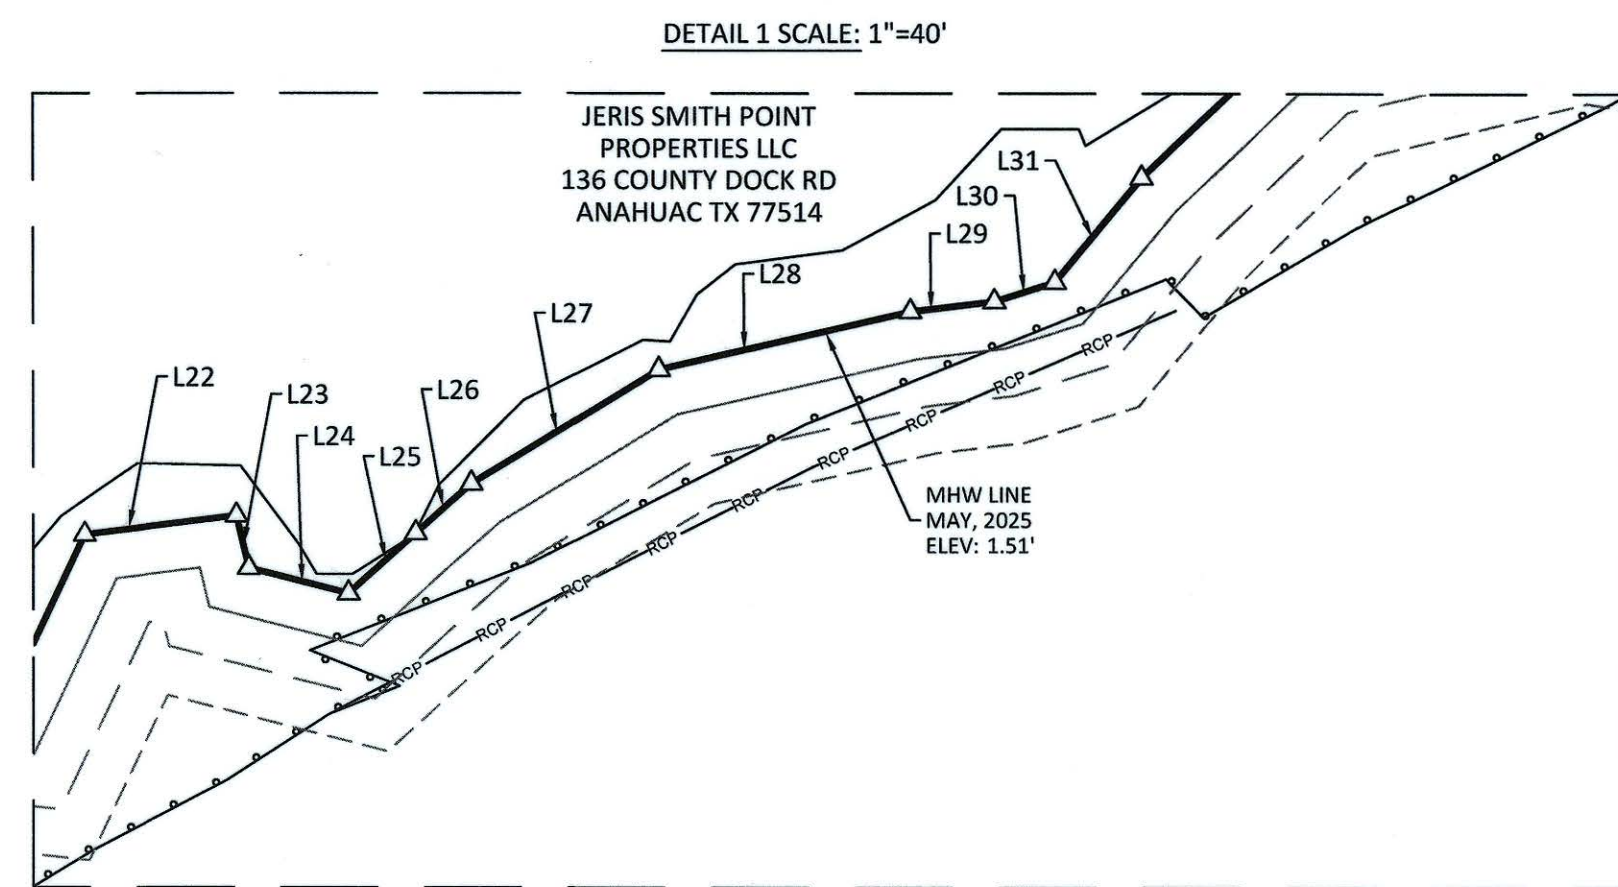 DETAIL 1 SCALE: 1"=40'
JERIS SMITH POINT
PROPERTIES LLC
136 COUNTY DOCK RD
ANAHUAC TX 77514
L31
L30
L29
L28
L27
L22
L23
L26
L24
L25
MHW LINE
MAY, 2025
ELEV: 1.51'
RCP
RCP
RCP
RCP
RCP
RCP
RCP
RCP
RCP